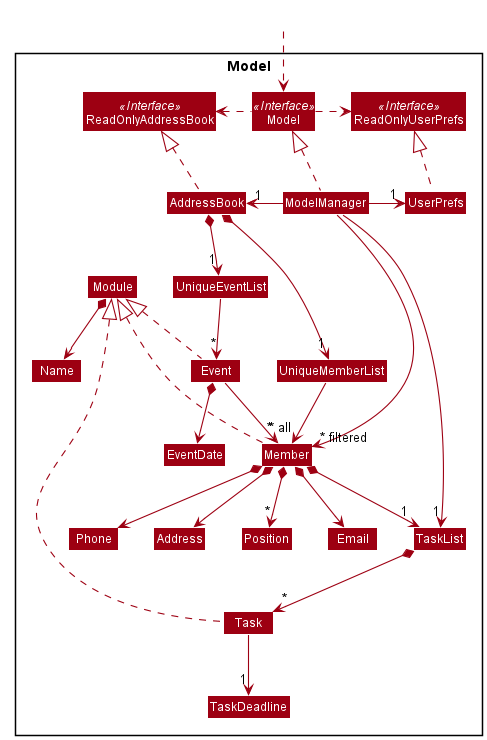 Model
«Interface»
ReadOnlyAddressBook
«Interface»
Model
«Interface»
ReadOnlyUserPrefs
AddressBook
1
ModelManager
1
UserPrefs
1
Module
UniqueEventList
*
1
Name
Event
UniqueMemberList
* all
*
* filtered
EventDate
Member
*
1
1
Phone
Address
Position
Email
TaskList
*
Task
1
TaskDeadline